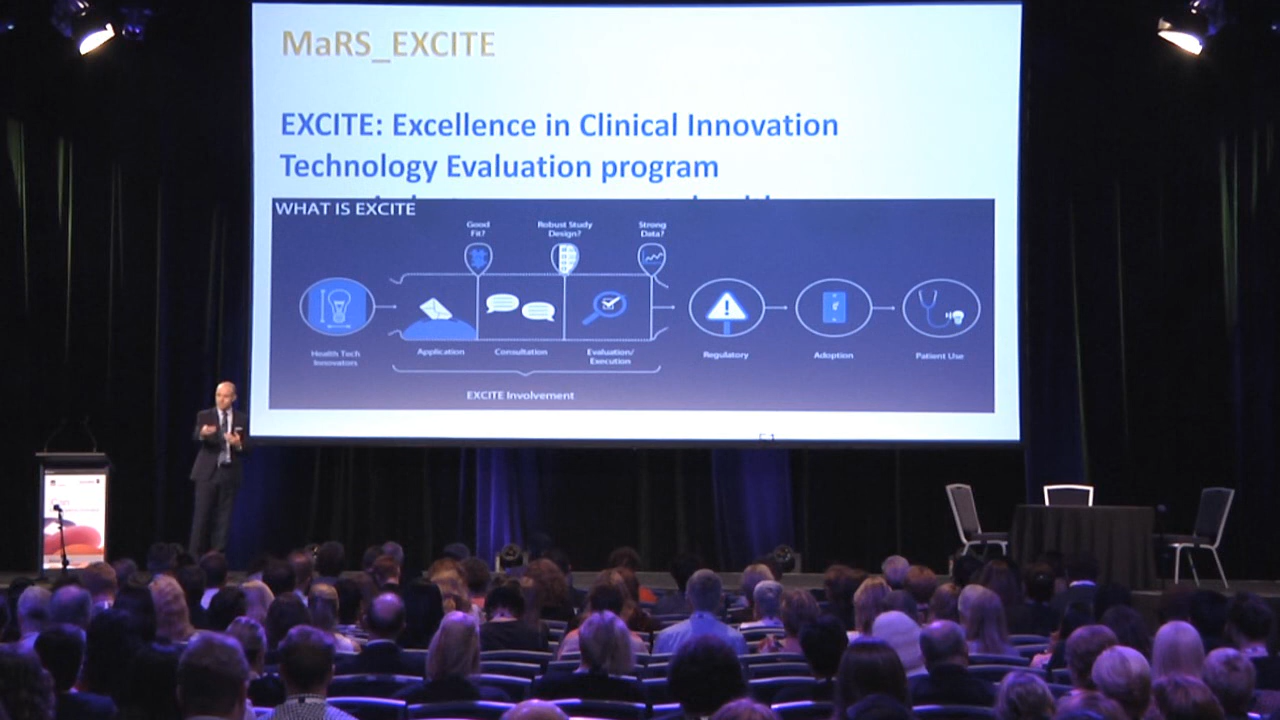 MaRS_EXCITE
EXCITE: Excellence in Clinical Innovation
Technology Evaluation program
WHAT IS EXCITE
Good
Fit?
Robust Study
Design?
Strong
Data?
Health Tech
Innovators
Application
Consultation
Evaluation/
Execution
Regulatory
Adoption
Patient Use
EXCITE Involvement